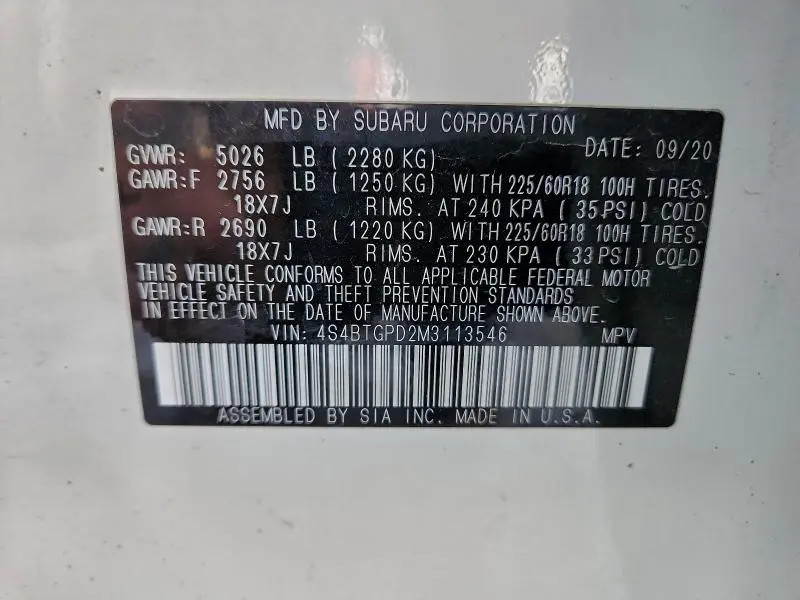 MFD BY SUBARU CORPORATION
DATE: 09/20
GVWR: 5026 LB (2280 KG)
GAWR:F 2756 LB (1250 KG) WITH 225/60R18 100H TIRES.
18X7J RIMS. AT 240 KPA (35PSI) COLD
GAWR:R 2690 LB (1220 KG) WITH 225/60R18 100H TIRES.
18X7J RIMS. AT 230 KPA (33PSI) COLD
THIS VEHICLE CONFORMS TO ALL APPLICABLE FEDERAL MOTOR
VEHICLE SAFETY AND THEFT PREVENTION STANDARDS
IN EFFECT ON THE DATE OF MANUFACTURE SHOWN ABOVE.
VIN: 4S4BTGPD2M3113546 MPV
ASSEMBLED BY SIA INC. MADE IN U.S.A.